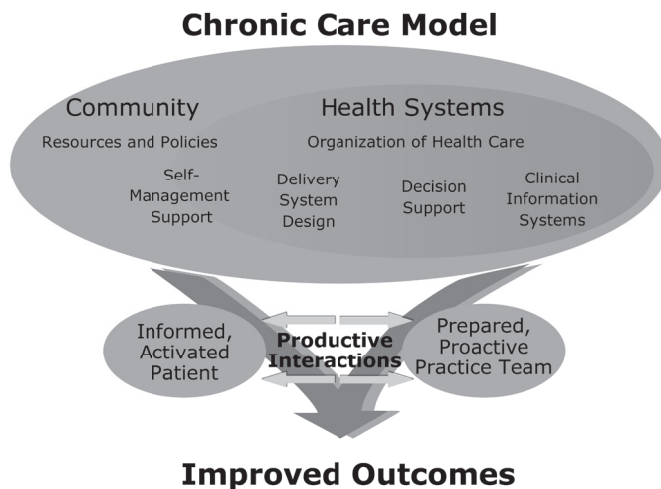 Chronic Care Model
Community
Resources and Policies
Health Systems
Organization of Health Care
Self-
Management
Support
Delivery
System
Design
Decision
Support
Clinical
Information
Systems
Informed,
Activated
Patient
Productive
Interactions
Prepared,
Proactive
Practice Team
Improved Outcomes